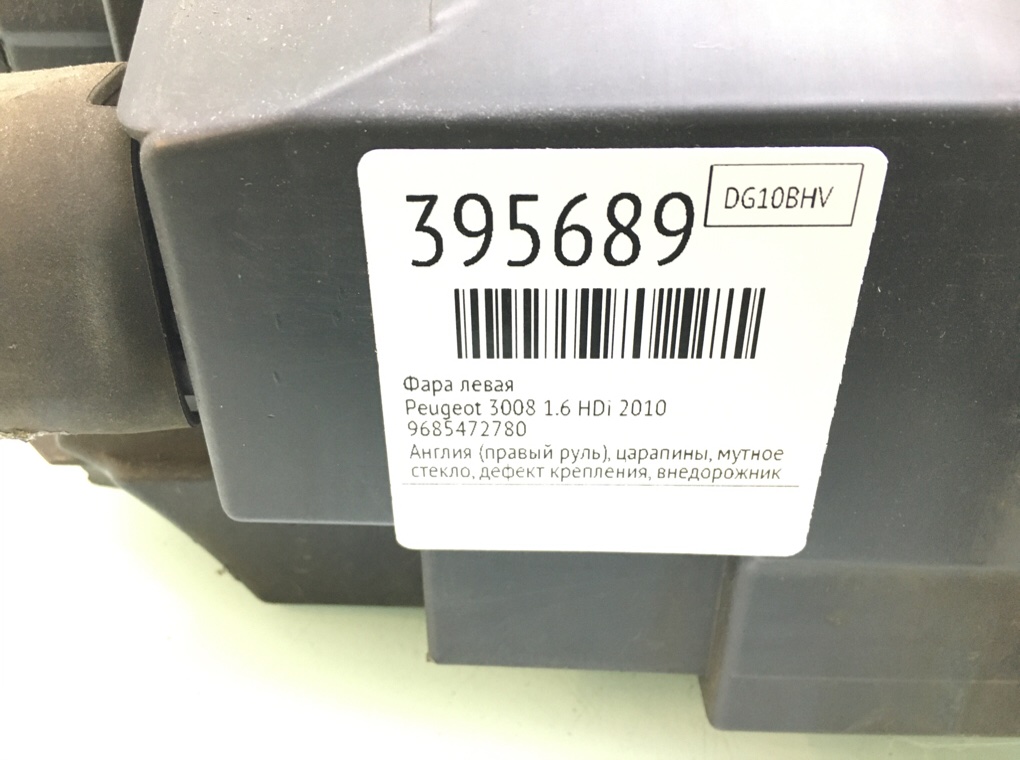 395689
DG10BHV
Фара левая
Peugeot 3008 1.6 HDi 2010
9685472780
Англия (правый руль), царапины, мутное
стекло, дефект крепления, внедорожник